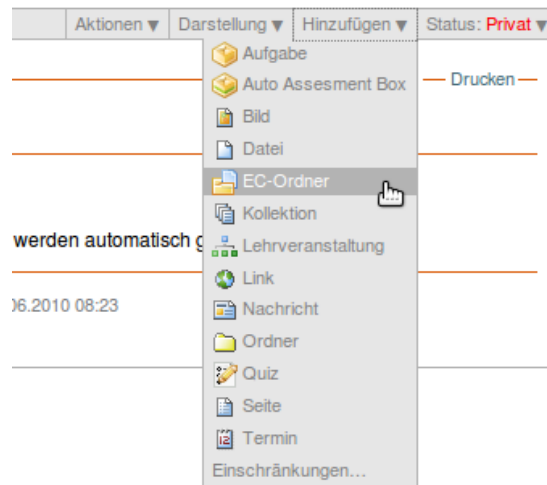 Aktionen ▼ Darstellung ▼ Hinzufügen ▼ Status: Privat ▼
Aufgabe
Auto Assesment Box
Drucken
Bild
Datei
EC-Ordner
Kollektion
werden automatisch
Lehrveranstaltung
Link
06.2010 08:23
Nachricht
Ordner
Quiz
Seite
Termin
Einschränkungen...